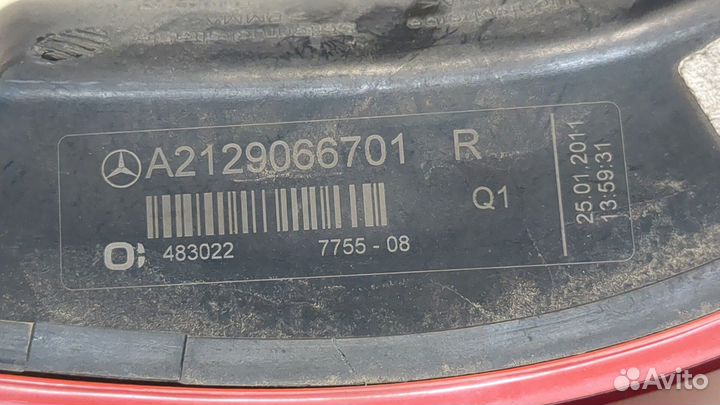 A2129066701 R
Q1
483022 7755 - 08
25.01.2011
13:59:31
Avito